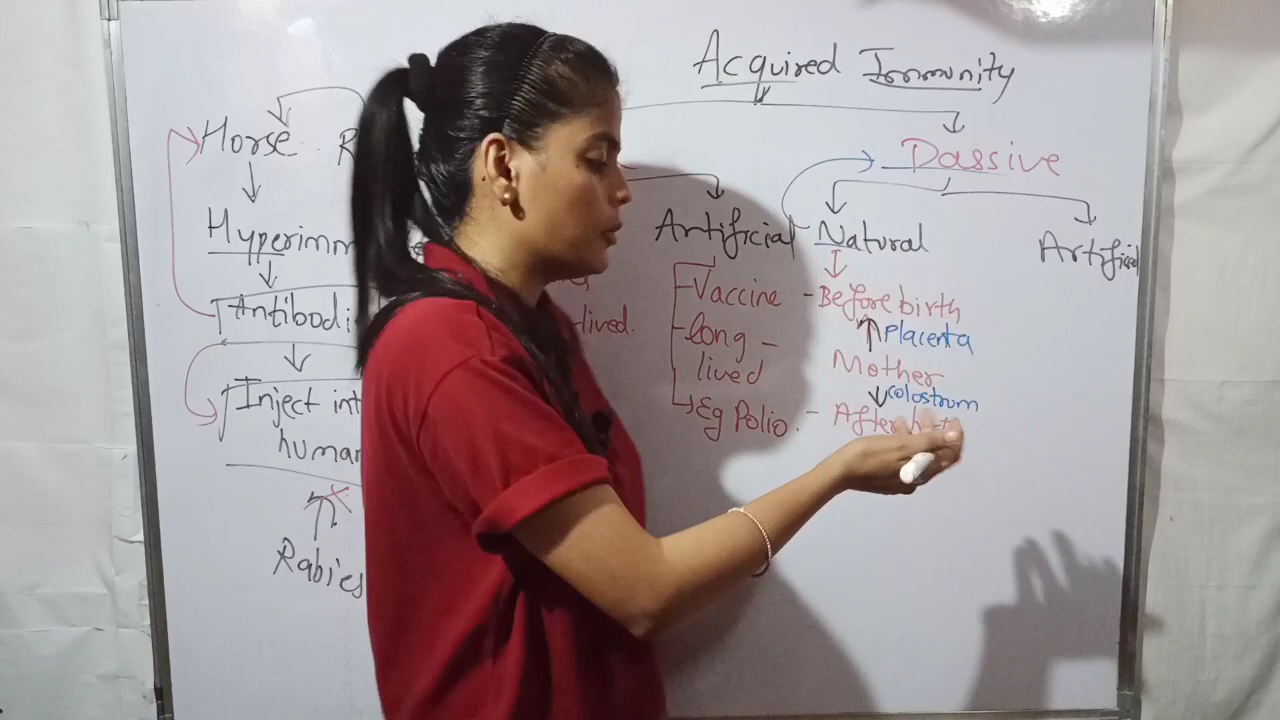 Acquired Immunity
Passive
Horse
Hyperimm
Antibodi
Inject int
human
Rabies
lived.
Artificial
Vaccine
long
lived
Eg Polio.
Natural
Before birth
Placenta
Mother
colostrum
After
Artificial